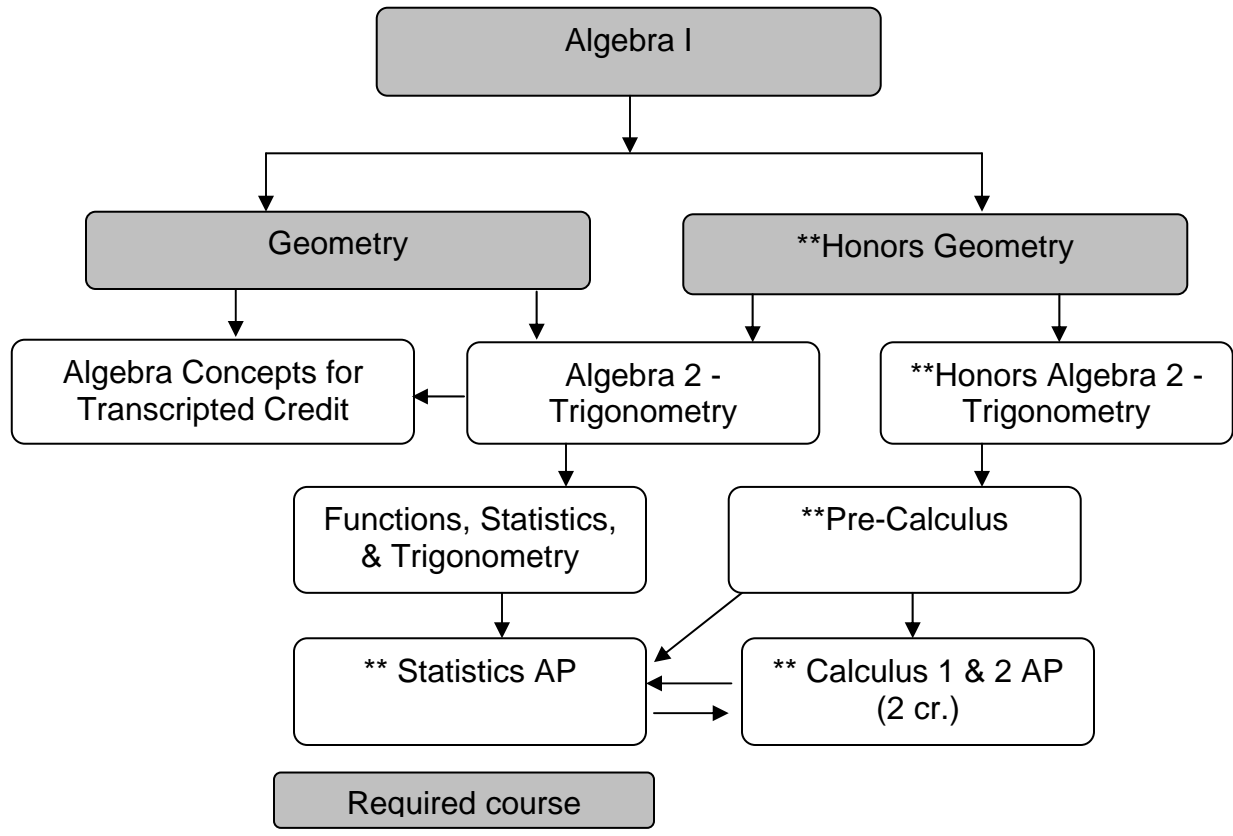 Algebra I
Geometry
**Honors Geometry
Algebra Concepts for
Transcripted Credit
Algebra 2 -
Trigonometry
**Honors Algebra 2 -
Trigonometry
Functions, Statistics,
& Trigonometry
**Pre-Calculus
** Statistics AP
** Calculus 1 & 2 AP
(2 cr.)
Required course